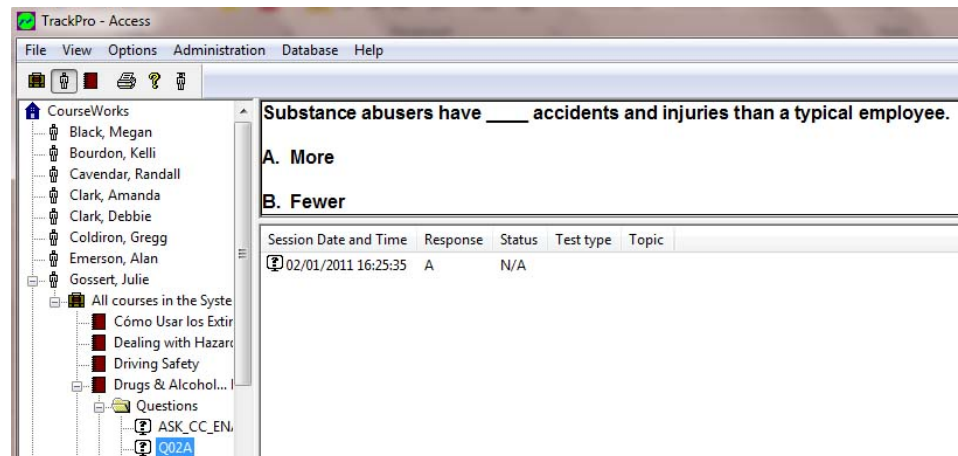 TrackPro - Access
File View Options Administration Database Help
CourseWorks
Black, Megan
Bourdon, Kelli
Cavendar, Randall
Clark, Amanda
Clark, Debbie
Coldiron, Gregg
Emerson, Alan
Gossert, Julie
All courses in the Syste
Cómo Usar los Extir
Dealing with Hazard
Driving Safety
Drugs & Alcohol...
Questions
ASK_CC_EN
Q02A
Substance abusers have ____ accidents and injuries than a typical employee.
A. More
B. Fewer
Session Date and Time Response Status Test type Topic
02/01/2011 16:25:35 A N/A